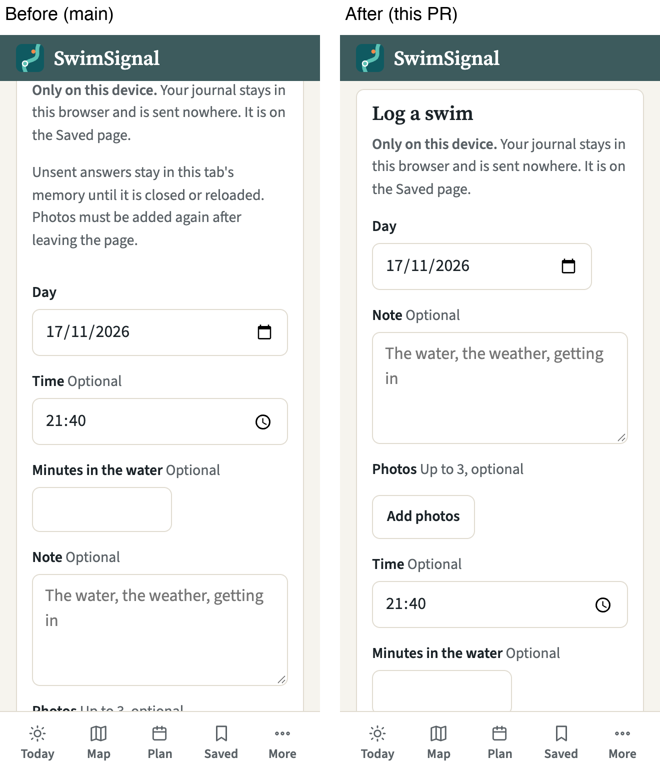 Before (main)
SwimSignal
Only on this device. Your journal stays in
this browser and is sent nowhere. It is on
the Saved page.
Unsent answers stay in this tab's
memory until it is closed or reloaded.
Photos must be added again after
leaving the page.
Day
17/11/2026
Time Optional
21:40
Minutes in the water Optional
Note Optional
The water, the weather, getting
in
Photos Up to 3, optional
Today
Map
Plan
Saved
More
After (this PR)
SwimSignal
Log a swim
Only on this device. Your journal stays in
this browser and is sent nowhere. It is on
the Saved page.
Day
17/11/2026
Note Optional
The water, the weather, getting
in
Photos Up to 3, optional
Add photos
Time Optional
21:40
Minutes in the water Optional
Today
Map
Plan
Saved
More